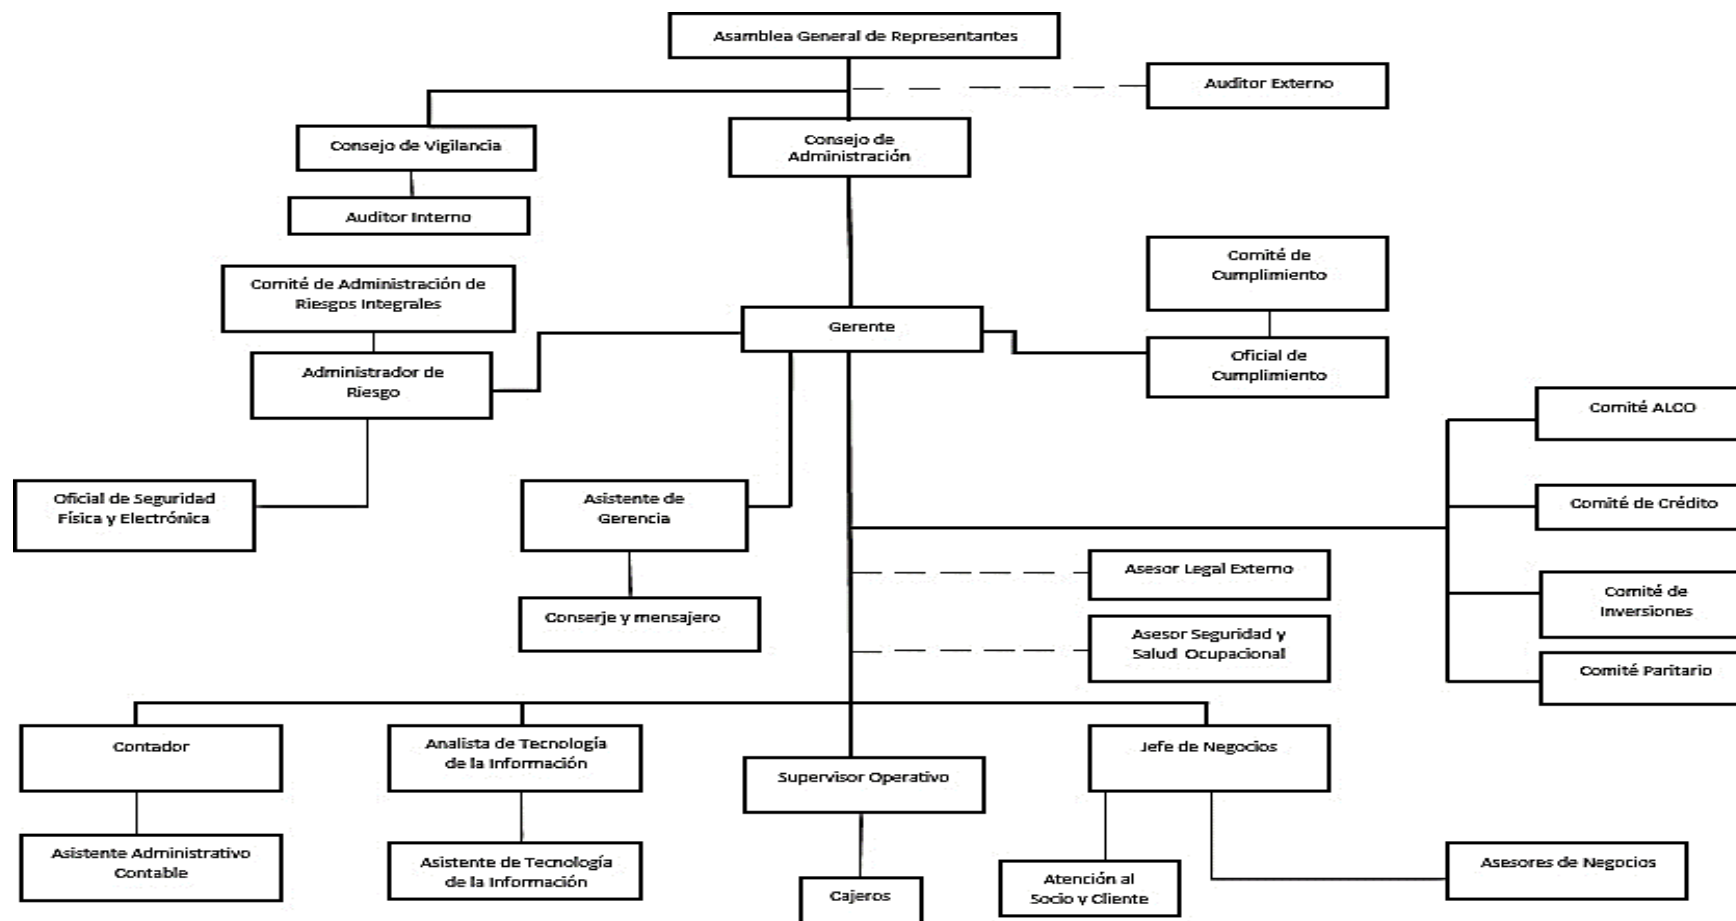 Asamblea General de Representantes
Auditor Externo
Consejo de Vigilancia
Consejo de
Administración
Auditor Interno
Comité de Administración de
Riesgos Integrales
Comité de
Cumplimiento
Gerente
Administrador de
Riesgo
Oficial de
Cumplimiento
Comité ALCO
Oficial de Seguridad
Física y Electrónica
Asistente de
Gerencia
Comité de Crédito
Asesor Legal Externo
Conserje y mensajero
Comité de
Inversiones
Asesor Seguridad y
Salud Ocupacional
Comité Paritario
Contador
Analista de Tecnología
de la Información
Supervisor Operativo
Jefe de Negocios
Asistente Administrativo
Contable
Asistente de Tecnología
de la Información
Cajeros
Atención al
Socio y Cliente
Asesores de Negocios